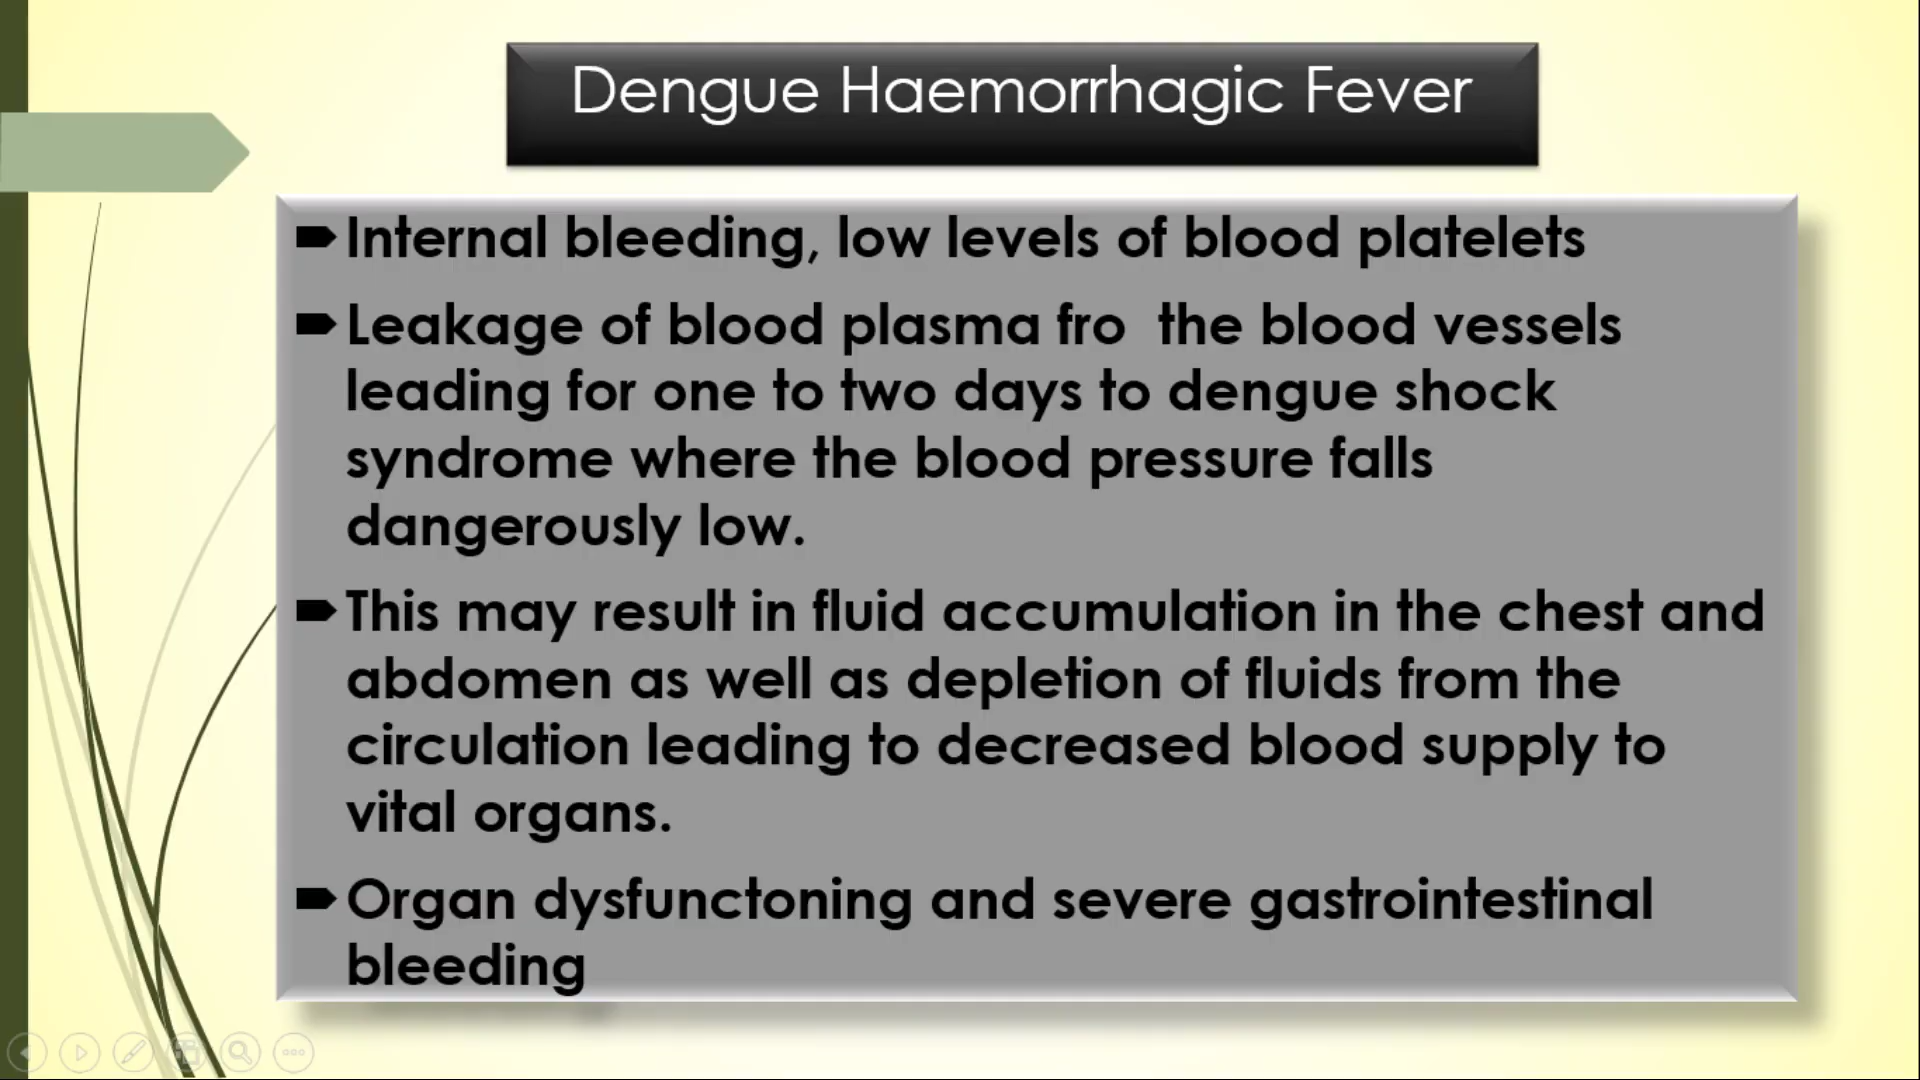 Dengue Haemorrhagic Fever
Internal bleeding, low levels of blood platelets
Leakage of blood plasma fro the blood vessels
leading for one to two days to dengue shock
syndrome where the blood pressure falls
dangerously low.
This may result in fluid accumulation in the chest and
abdomen as well as depletion of fluids from the
circulation leading to decreased blood supply to
vital organs.
Organ dysfunctoning and severe gastrointestinal
bleeding